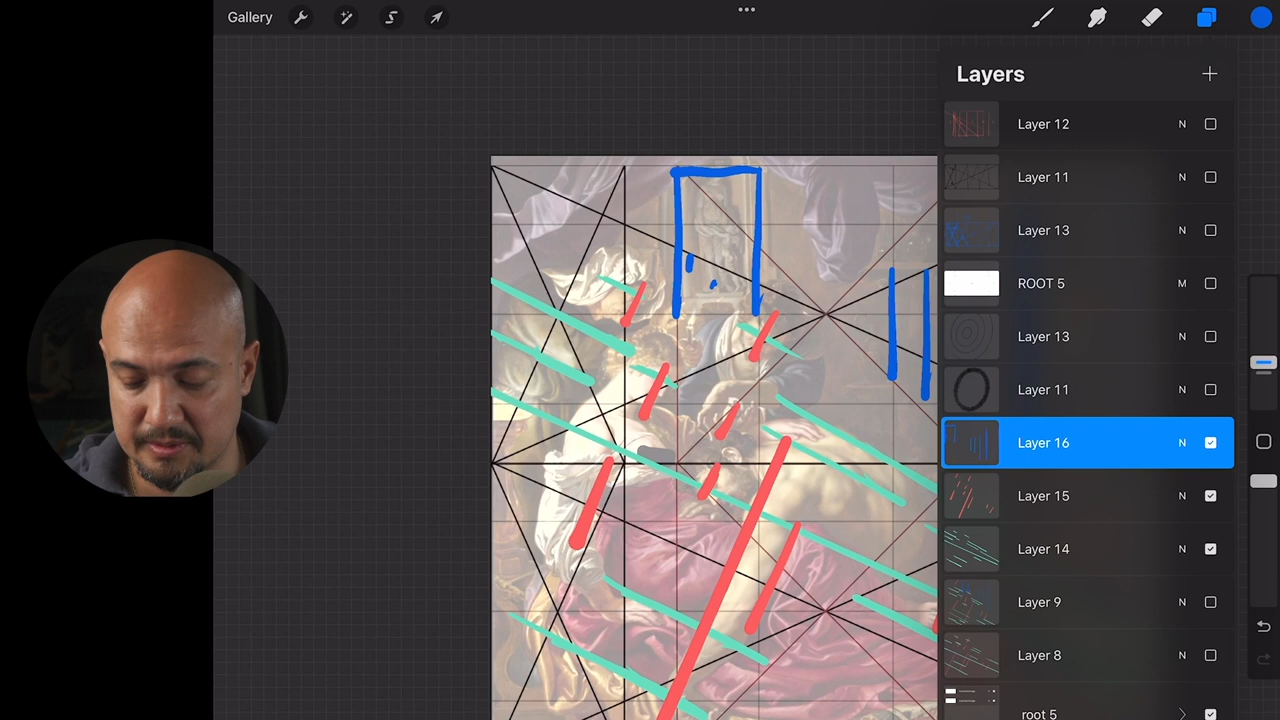 Gallery
Layers
Layer 12 N
Layer 11 N
Layer 13 N
ROOT 5 M
Layer 13 N
Layer 11 N
Layer 16 N
Layer 15 N
Layer 14 N
Layer 9 N
Layer 8 N
root 5